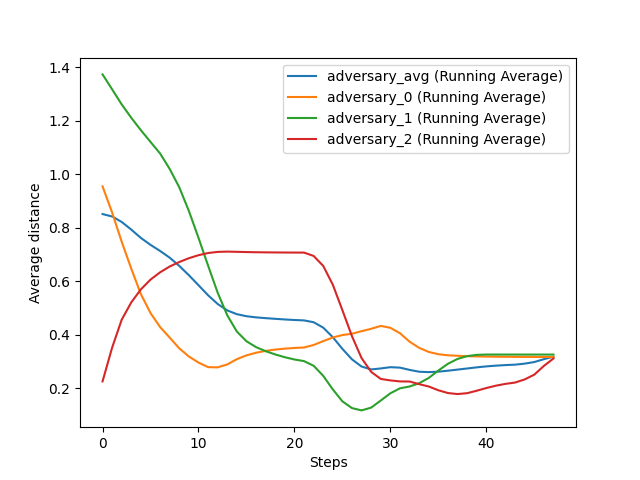 adversary_avg (Running Average)
adversary_0 (Running Average)
adversary_1 (Running Average)
adversary_2 (Running Average)
Average distance
1.4
1.2
1.0
0.8
0.6
0.4
0.2
0 10 20 30 40
Steps